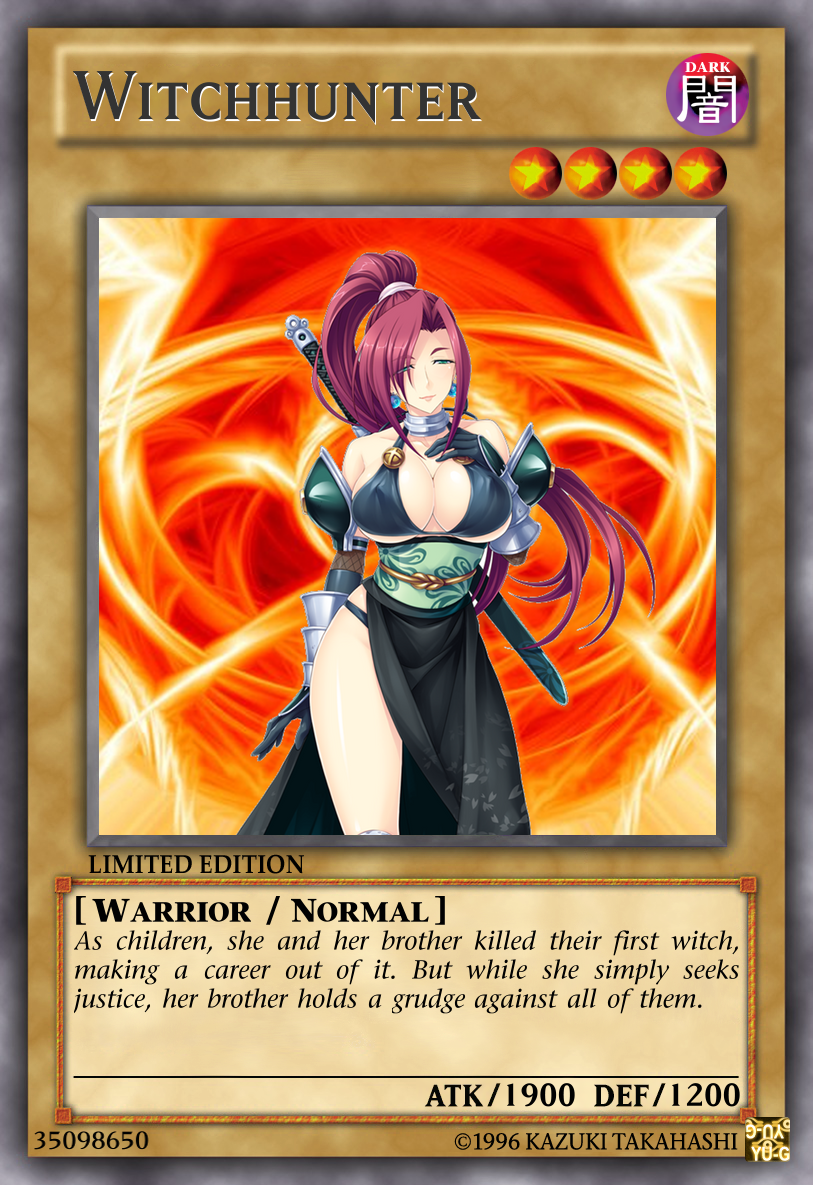 Witchhunter
DARK
闇
LIMITED EDITION
[ Warrior / Normal ]
As children, she and her brother killed their first witch,
making a career out of it. But while she simply seeks
justice, her brother holds a grudge against all of them.
ATK/1900 DEF/1200
35098650
©1996 KAZUKI TAKAHASHI